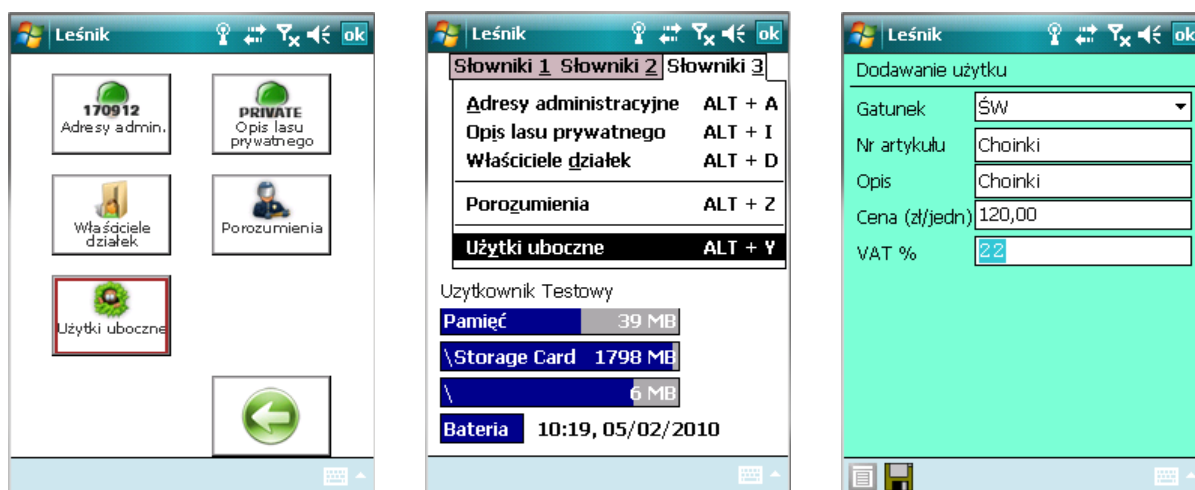 Leśnik
ok
170912
Adresy admin.
PRIVATE
Opis lasu
prywatnego
Właściciele
działek
Porozumienia
Użytki uboczne
Leśnik
ok
Słowniki 1 Słowniki 2 Słowniki 3
Adresy administracyjne ALT + A
Opis lasu prywatnego ALT + I
Właściciele działek ALT + D
Porozumienia ALT + Z
Użytki uboczne ALT + Y
Uzytkownik Testowy
Pamięć 39 MB
\Storage Card 1798 MB
\ 6 MB
Bateria 10:19, 05/02/2010
Leśnik
ok
Dodawanie użytku
Gatunek ŚW
Nr artykułu Choinki
Opis Choinki
Cena (zł/jedn) 120,00
VAT % 22